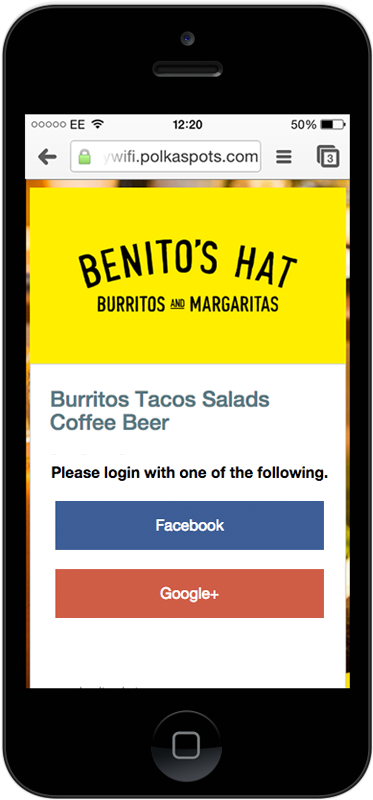 EE 12:20 50%
ywifi.polkaspots.com 3
BENITO'S HAT
BURRITOS AND MARGARITAS
Burritos Tacos Salads
Coffee Beer
Please login with one of the following.
Facebook
Google+